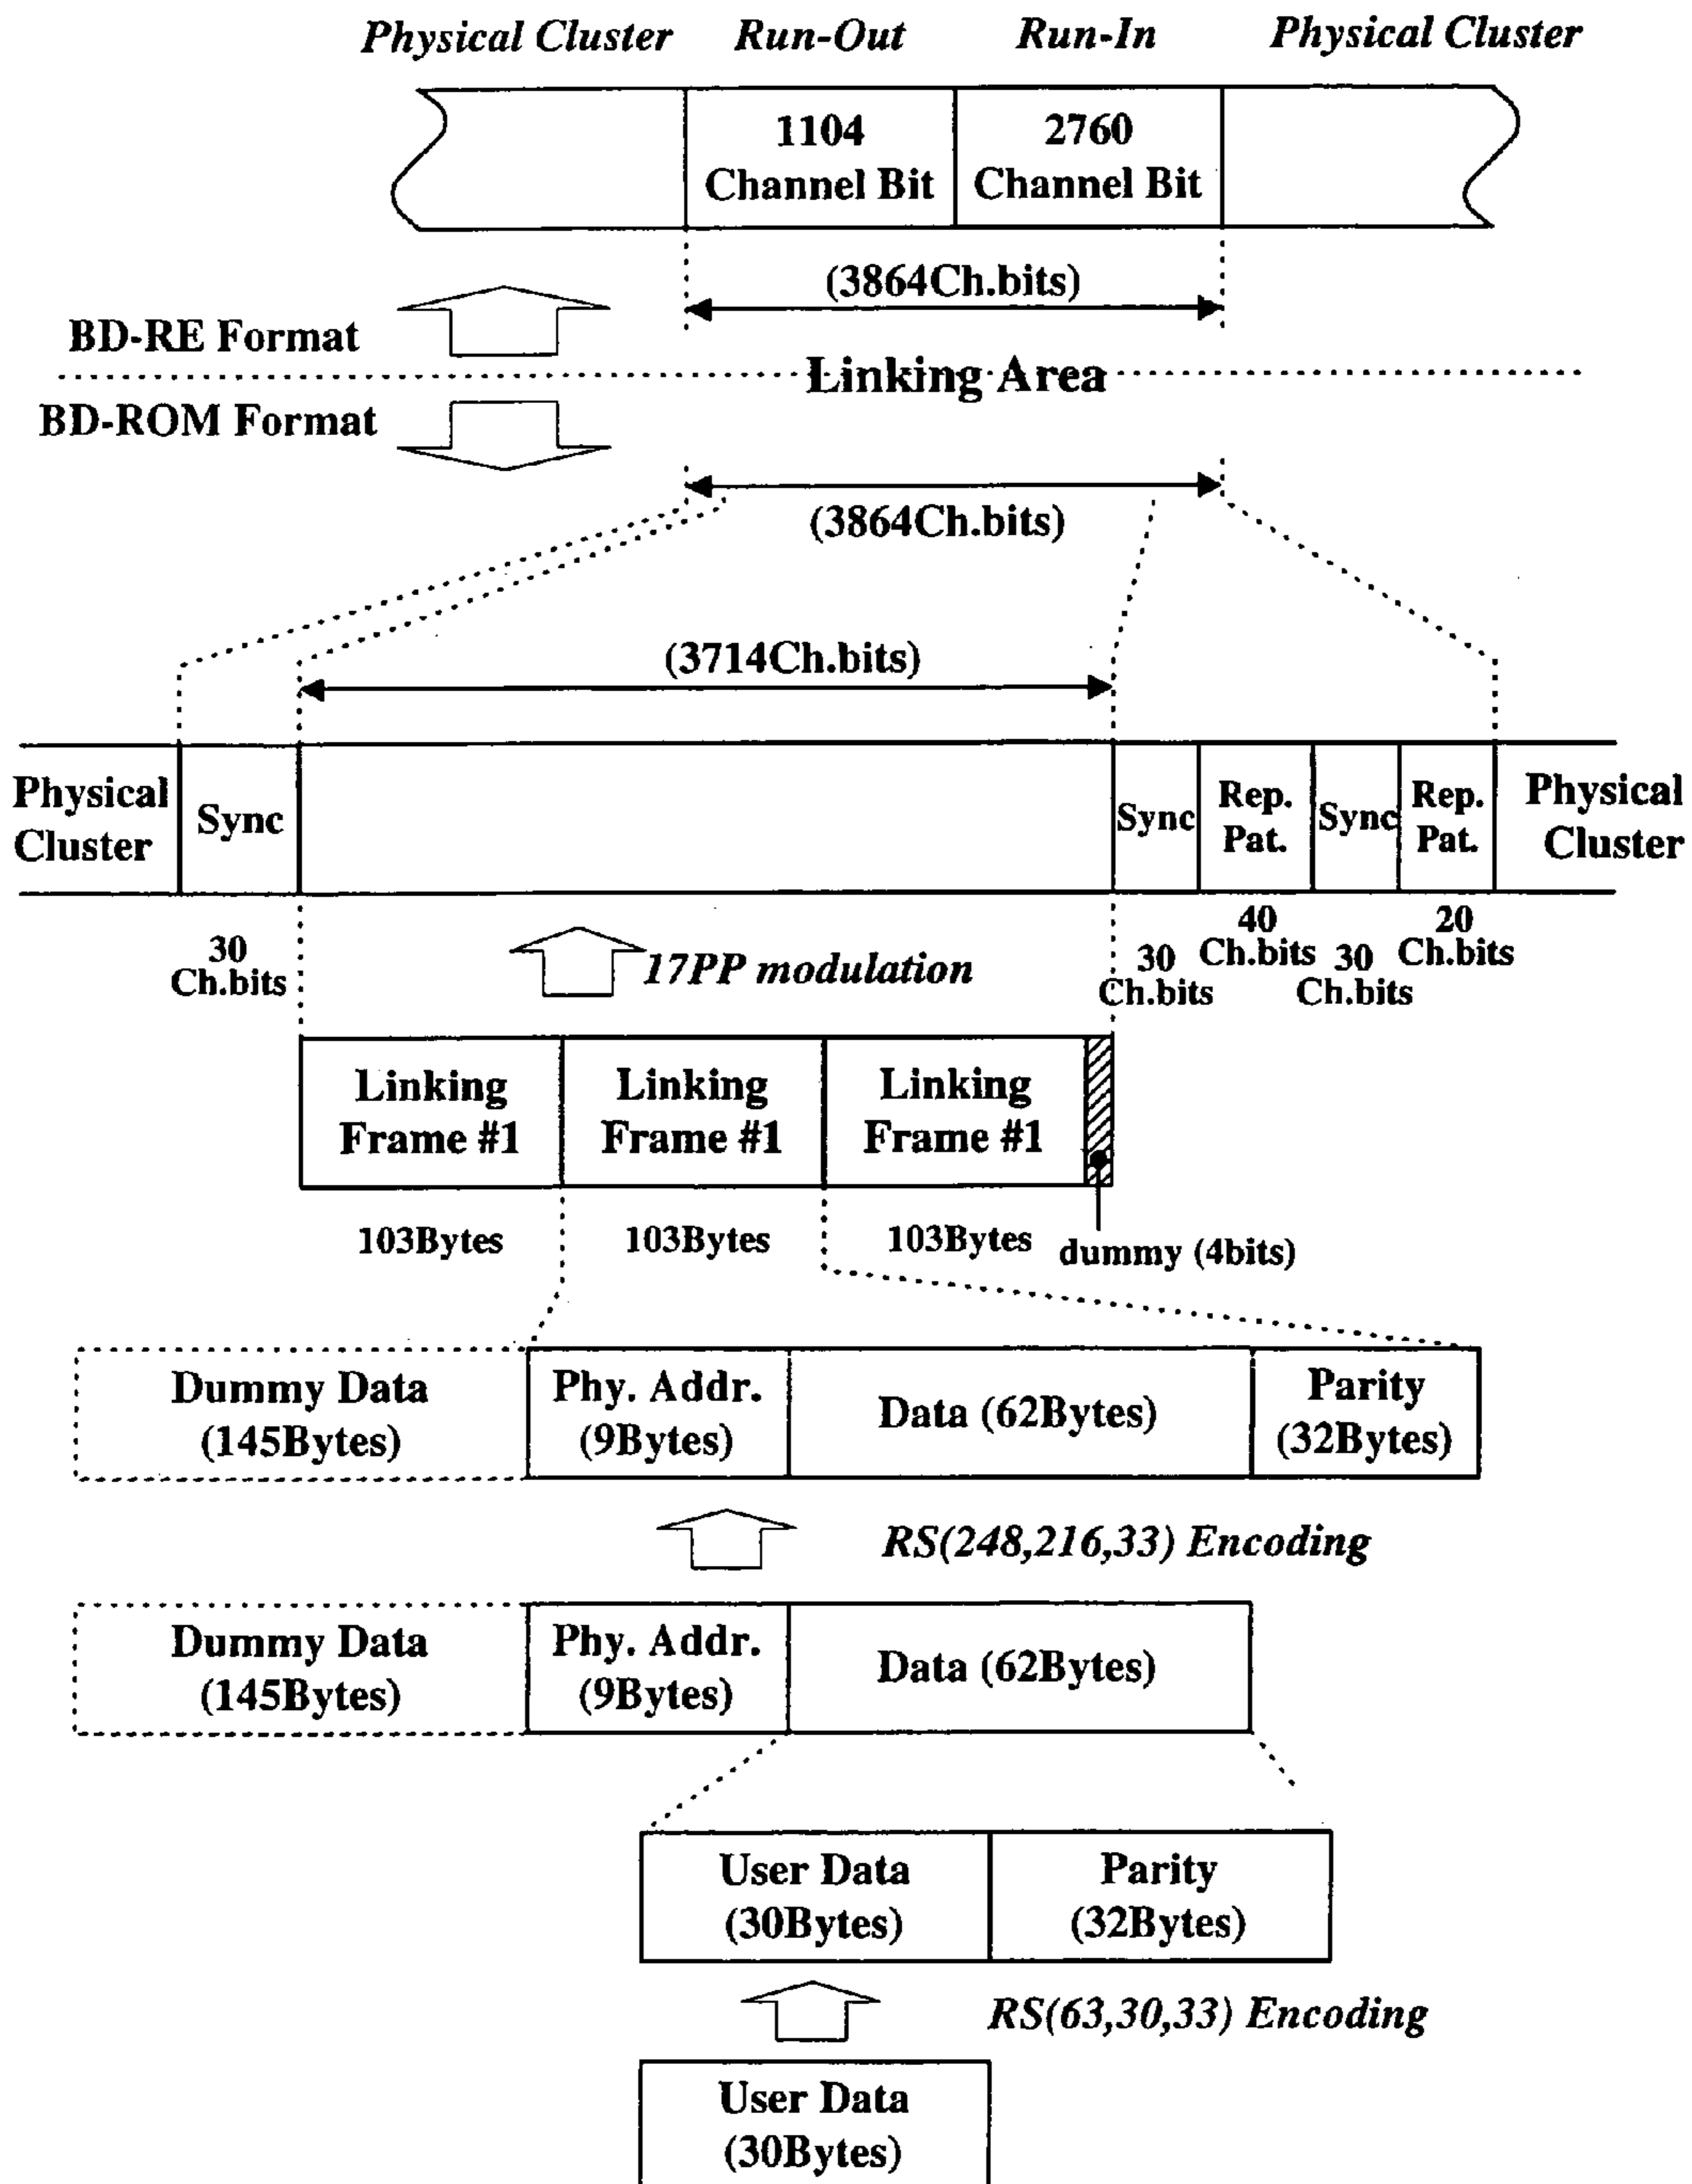 Physical Cluster Run-Out Run-In Physical Cluster
1104 Channel Bit
2760 Channel Bit
(3864Ch.bits)
BD-RE Format
Linking Area
BD-ROM Format
(3864Ch.bits)
(3714Ch.bits)
Physical Cluster
Sync
Sync
Rep. Pat.
Sync
Rep. Pat.
Physical Cluster
30 Ch.bits
17PP modulation
30 Ch.bits
40 Ch.bits
30 Ch.bits
20 Ch.bits
Linking Frame #1
Linking Frame #1
Linking Frame #1
103Bytes
103Bytes
103Bytes
dummy (4bits)
Dummy Data (145Bytes)
Phy. Addr. (9Bytes)
Data (62Bytes)
Parity (32Bytes)
RS(248,216,33) Encoding
Dummy Data (145Bytes)
Phy. Addr. (9Bytes)
Data (62Bytes)
User Data (30Bytes)
Parity (32Bytes)
RS(63,30,33) Encoding
User Data (30Bytes)